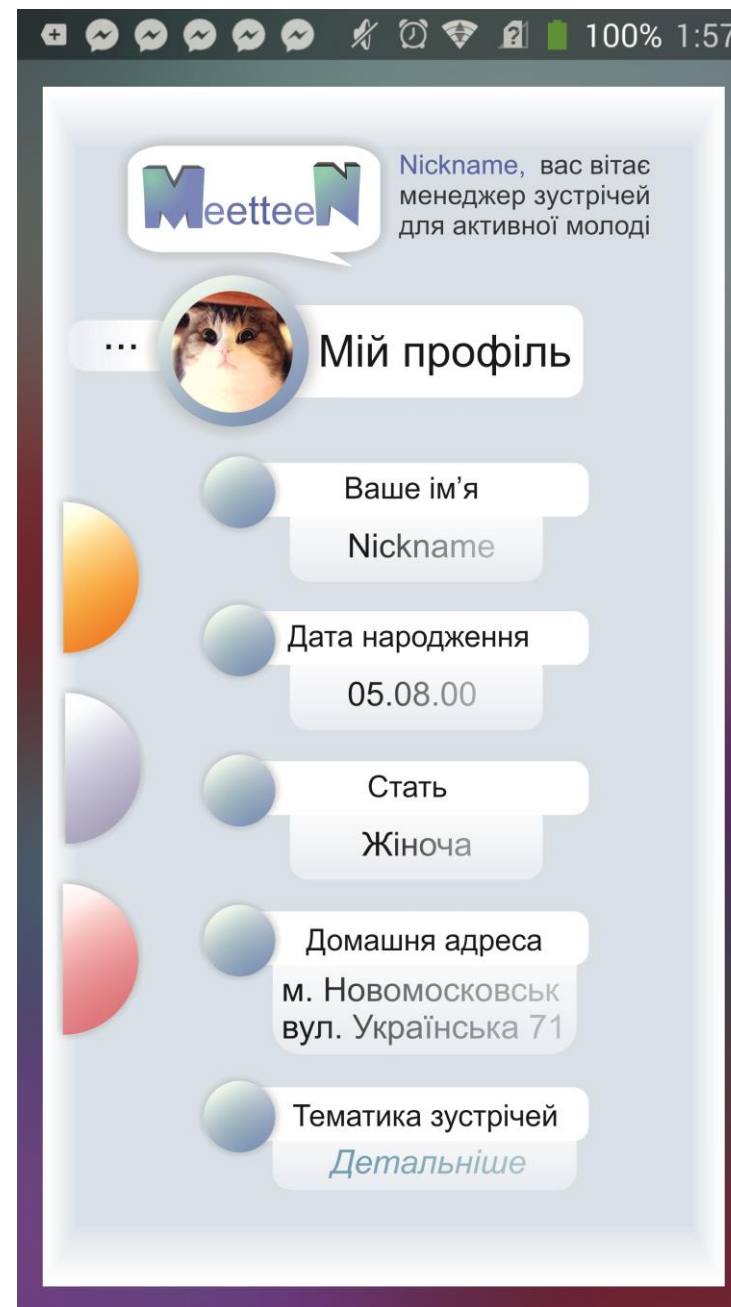 100% 1:57
MeetteeN
Nickname, вас вітає
менеджер зустрічей
для активної молоді
...
Мій профіль
Ваше ім’я
Nickname
Дата народження
05.08.00
Стать
Жіноча
Домашня адреса
м. Новомосковськ
вул. Українська 71
Тематика зустрічей
Детальніше